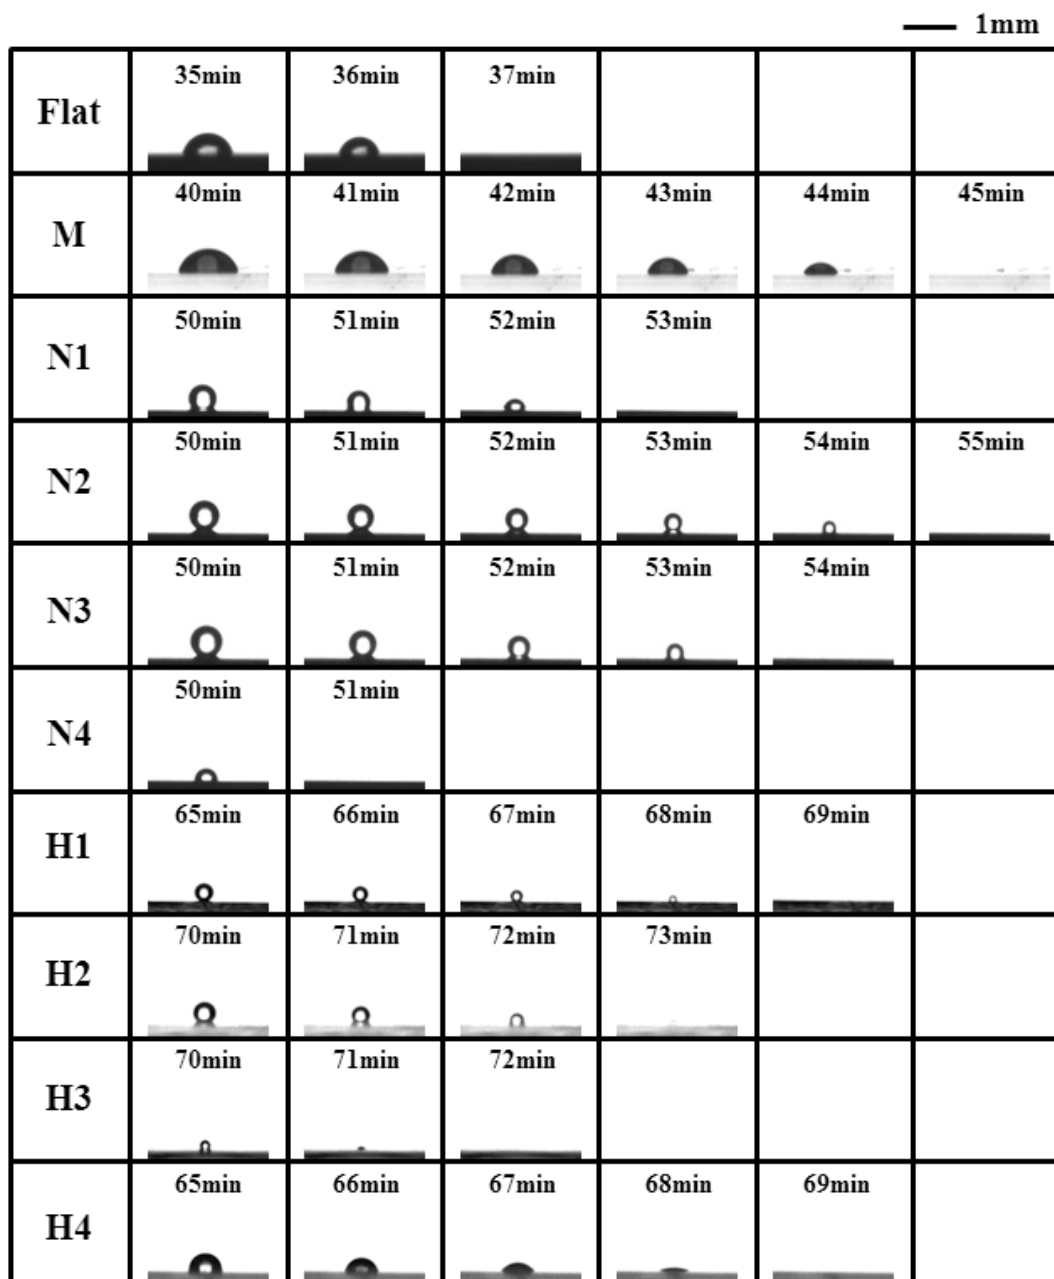 1mm
35min 36min 37min
Flat
40min 41min 42min 43min 44min 45min
M
50min 51min 52min 53min
N1
50min 51min 52min 53min 54min 55min
N2
50min 51min 52min 53min 54min
N3
50min 51min
N4
65min 66min 67min 68min 69min
H1
70min 71min 72min 73min
H2
70min 71min 72min
H3
65min 66min 67min 68min 69min
H4